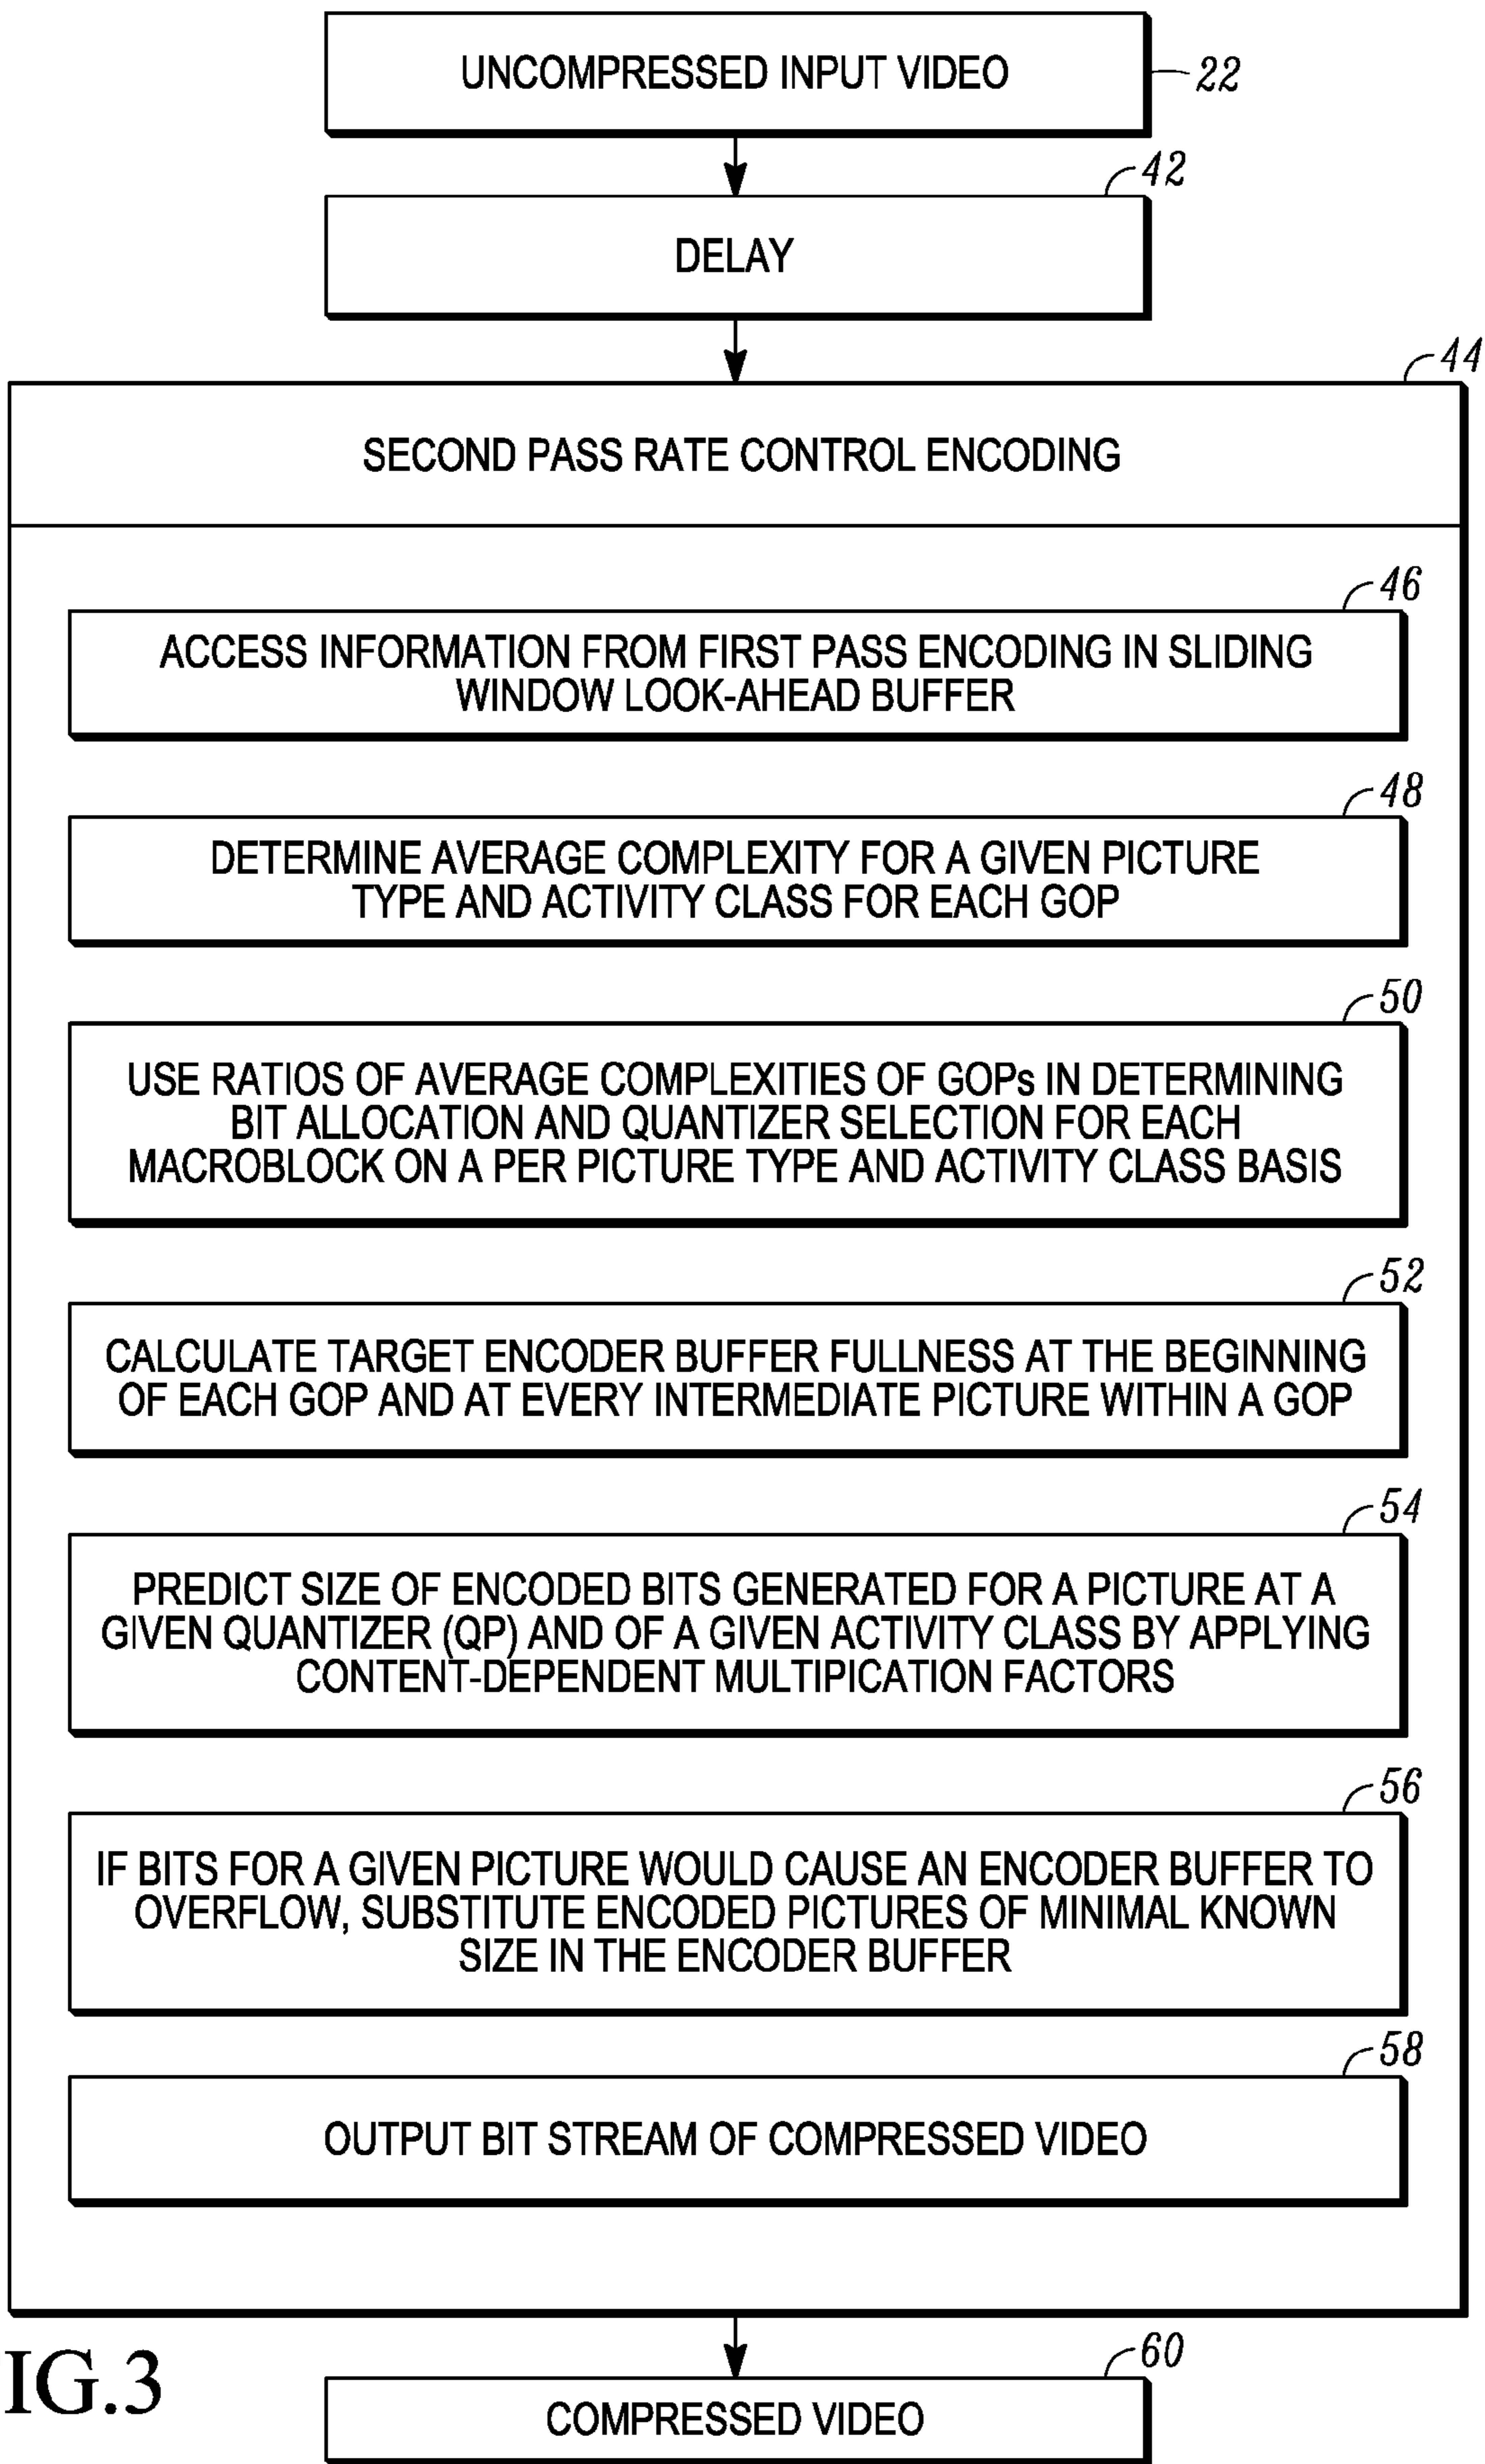 UNCOMPRESSED INPUT VIDEO
22
42
DELAY
44
SECOND PASS RATE CONTROL ENCODING
46
ACCESS INFORMATION FROM FIRST PASS ENCODING IN SLIDING
WINDOW LOOK-AHEAD BUFFER
48
DETERMINE AVERAGE COMPLEXITY FOR A GIVEN PICTURE
TYPE AND ACTIVITY CLASS FOR EACH GOP
50
USE RATIOS OF AVERAGE COMPLEXITIES OF GOPs IN DETERMINING
BIT ALLOCATION AND QUANTIZER SELECTION FOR EACH
MACROBLOCK ON A PER PICTURE TYPE AND ACTIVITY CLASS BASIS
52
CALCULATE TARGET ENCODER BUFFER FULLNESS AT THE BEGINNING
OF EACH GOP AND AT EVERY INTERMEDIATE PICTURE WITHIN A GOP
54
PREDICT SIZE OF ENCODED BITS GENERATED FOR A PICTURE AT A
GIVEN QUANTIZER (QP) AND OF A GIVEN ACTIVITY CLASS BY APPLYING
CONTENT-DEPENDENT MULTIPICATION FACTORS
56
IF BITS FOR A GIVEN PICTURE WOULD CAUSE AN ENCODER BUFFER TO
OVERFLOW, SUBSTITUTE ENCODED PICTURES OF MINIMAL KNOWN
SIZE IN THE ENCODER BUFFER
58
OUTPUT BIT STREAM OF COMPRESSED VIDEO
60
IG.3
COMPRESSED VIDEO